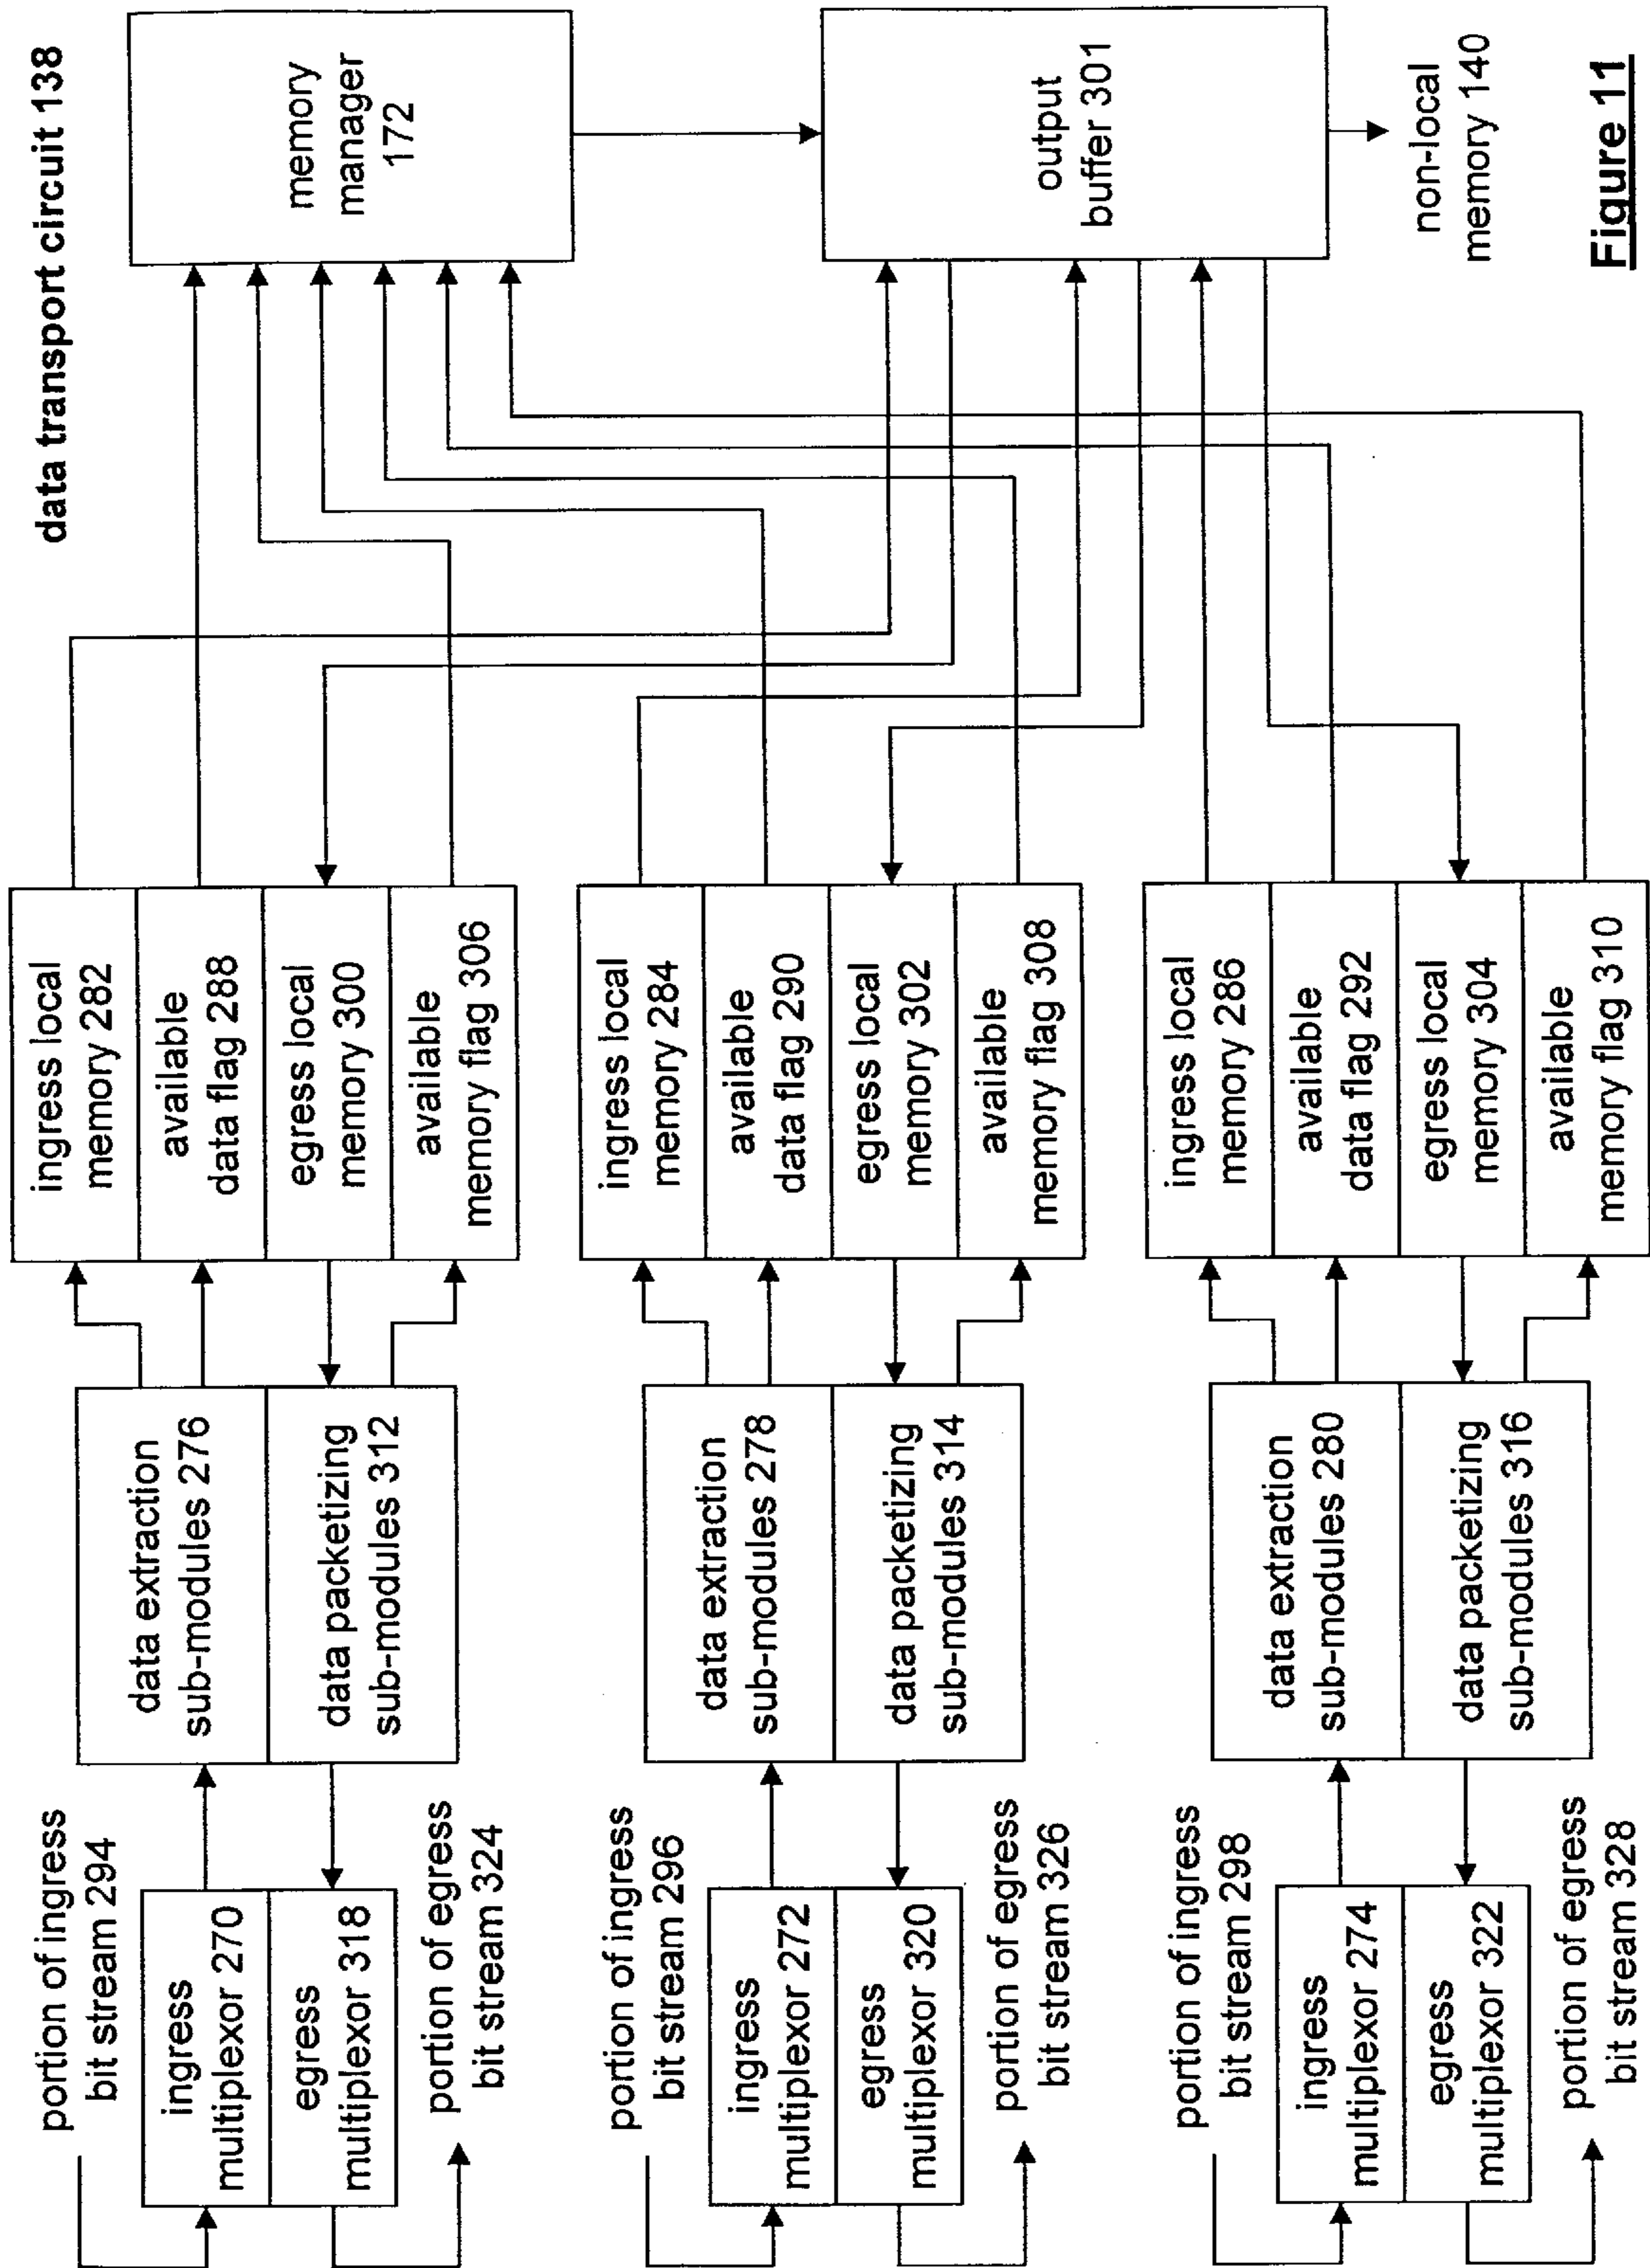 data transport circuit 138
portion of ingress
bit stream 294
ingress
multiplexor 270
egress
multiplexor 318
portion of egress
bit stream 324
data extraction
sub-modules 276
data packetizing
sub-modules 312
ingress local
memory 282
available
data flag 288
egress local
memory 300
available
memory flag 306
portion of ingress
bit stream 296
ingress
multiplexor 272
egress
multiplexor 320
portion of egress
bit stream 326
data extraction
sub-modules 278
data packetizing
sub-modules 314
ingress local
memory 284
available
data flag 290
egress local
memory 302
available
memory flag 308
portion of ingress
bit stream 298
ingress
multiplexor 274
egress
multiplexor 322
portion of egress
bit stream 328
data extraction
sub-modules 280
data packetizing
sub-modules 316
ingress local
memory 286
available
data flag 292
egress local
memory 304
available
memory flag 310
memory
manager
172
output
buffer 301
non-local
memory 140
Figure 11